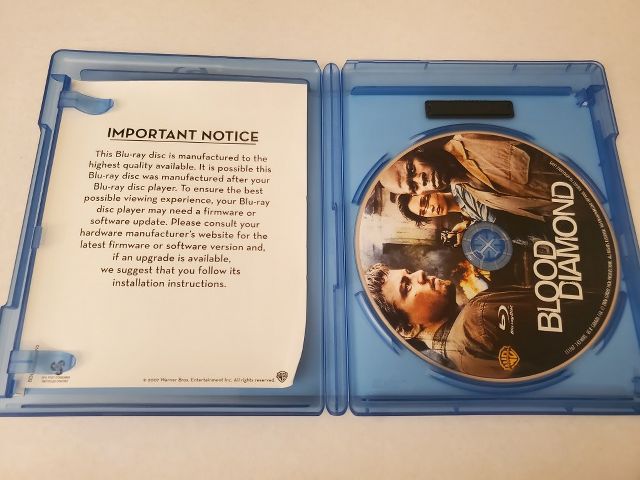 IMPORTANT NOTICE
This Blu-ray disc is manufactured to the
highest quality available. It is possible this
Blu-ray disc was manufactured after your
Blu-ray disc player. To ensure the best
possible viewing experience, your Blu-ray
disc player may need a firmware or
software update. Please consult your
hardware manufacturer's website for the
latest firmware or software version and,
if an upgrade is available,
we suggest that you follow its
installation instructions.
© 2007 Warner Bros. Entertainment Inc. All rights reserved.
BLOOD
DIAMOND
Blu-ray Disc